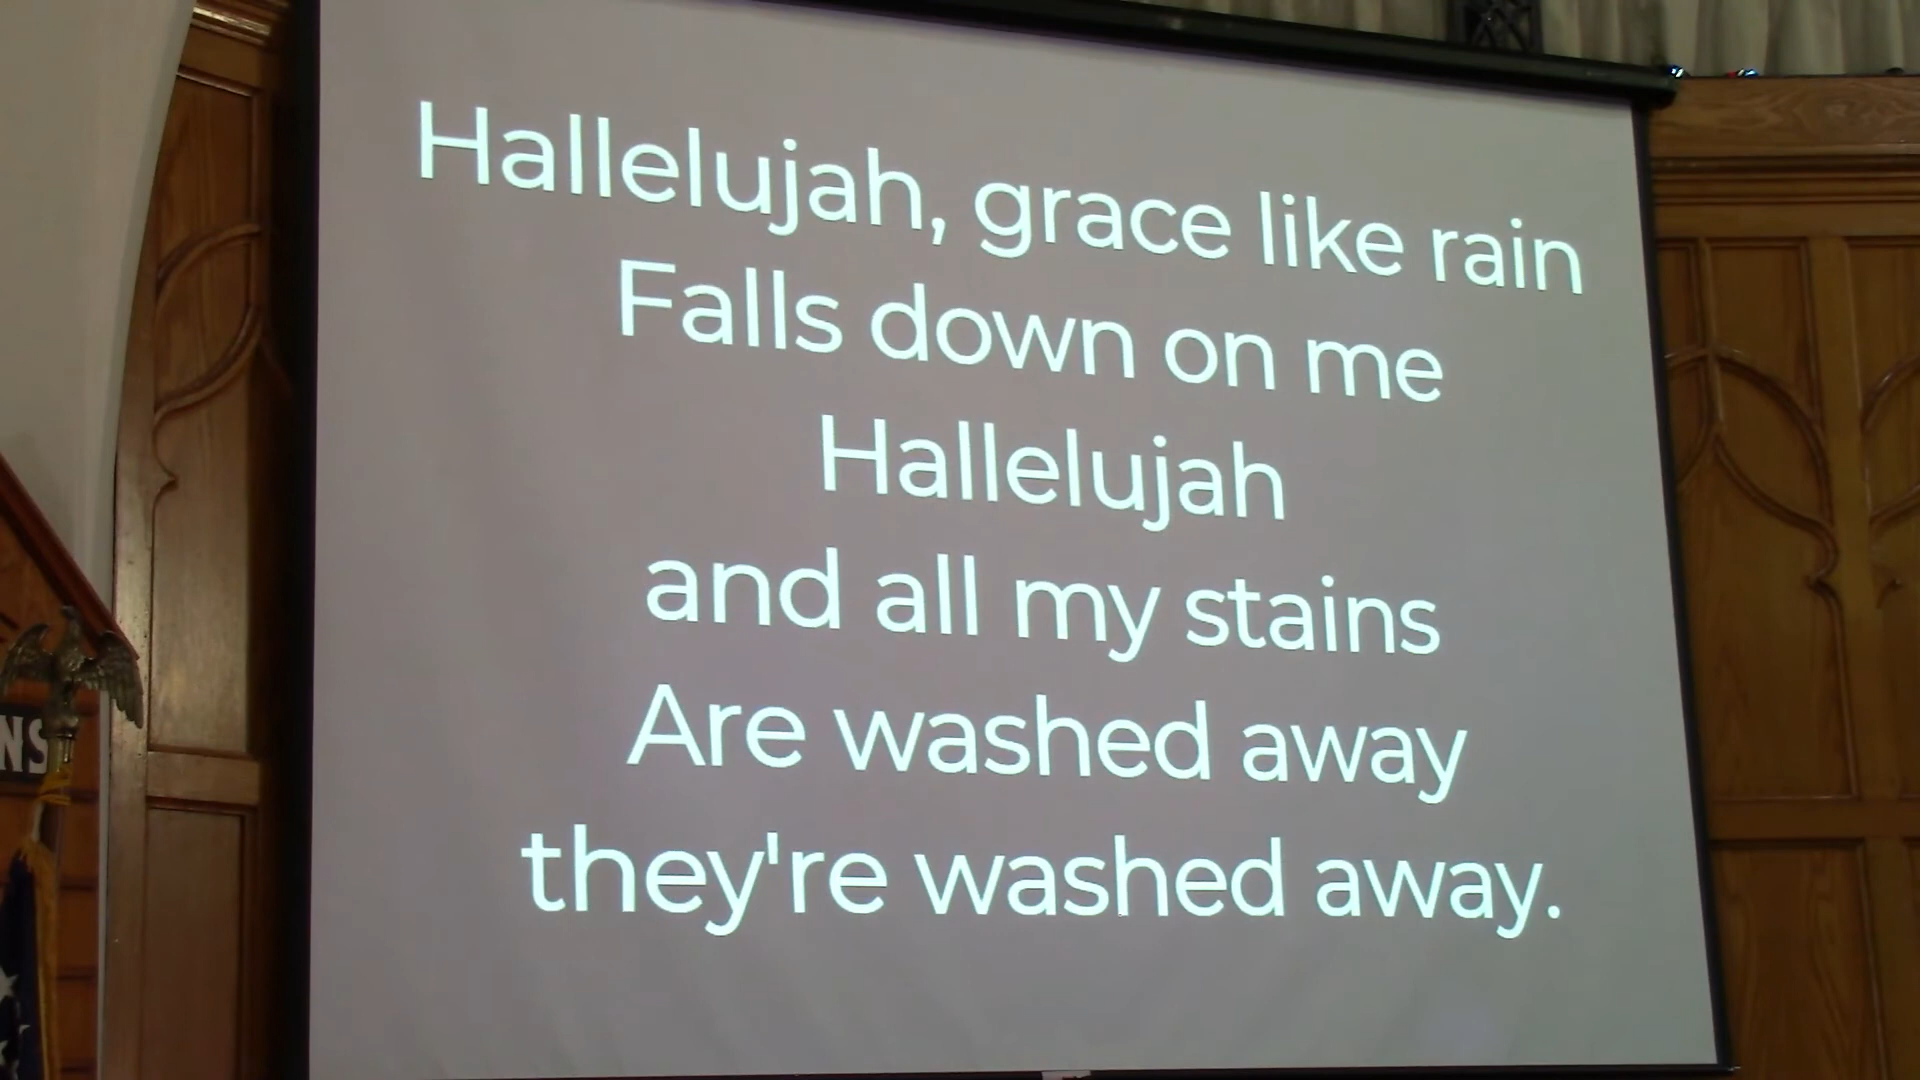 Hallelujah, grace like rain
Falls down on me
Hallelujah
and all my stains
Are washed away
they're washed away.
NS